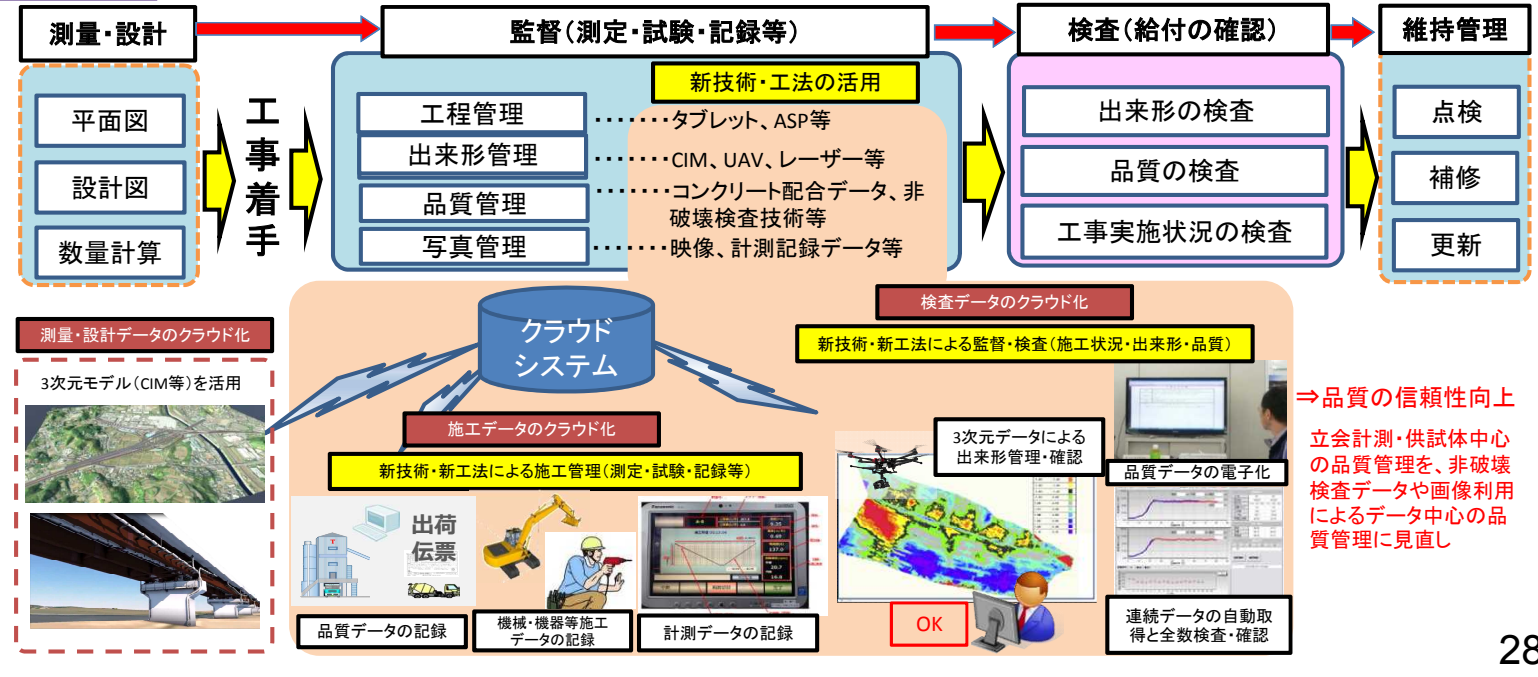 測量・設計
監督（測定・試験・記録等）
検査（給付の確認）
維持管理
平面図
設計図
数量計算
工事着手
新技術・工法の活用
工程管理
・・・・・・・タブレット、ASP等
出来形管理
・・・・・・・CIM、UAV、レーザー等
品質管理
・・・・・・・コンクリート配合データ、非
破壊検査技術等
写真管理
・・・・・・・映像、計測記録データ等
出来形の検査
品質の検査
工事実施状況の検査
点検
補修
更新
クラウド
システム
測量・設計データのクラウド化
3次元モデル（CIM等）を活用
施工データのクラウド化
新技術・新工法による施工管理（測定・試験・記録等）
出荷
伝票
品質データの記録
機械・機器等施工
データの記録
計測データの記録
検査データのクラウド化
新技術・新工法による監督・検査（施工状況・出来形・品質）
3次元データによる
出来形管理・確認
OK
品質データの電子化
連続データの自動取
得と全数検査・確認
⇒品質の信頼性向上
立会計測・供試体中心
の品質管理を、非破壊
検査データや画像利用
によるデータ中心の品
質管理に見直し
28